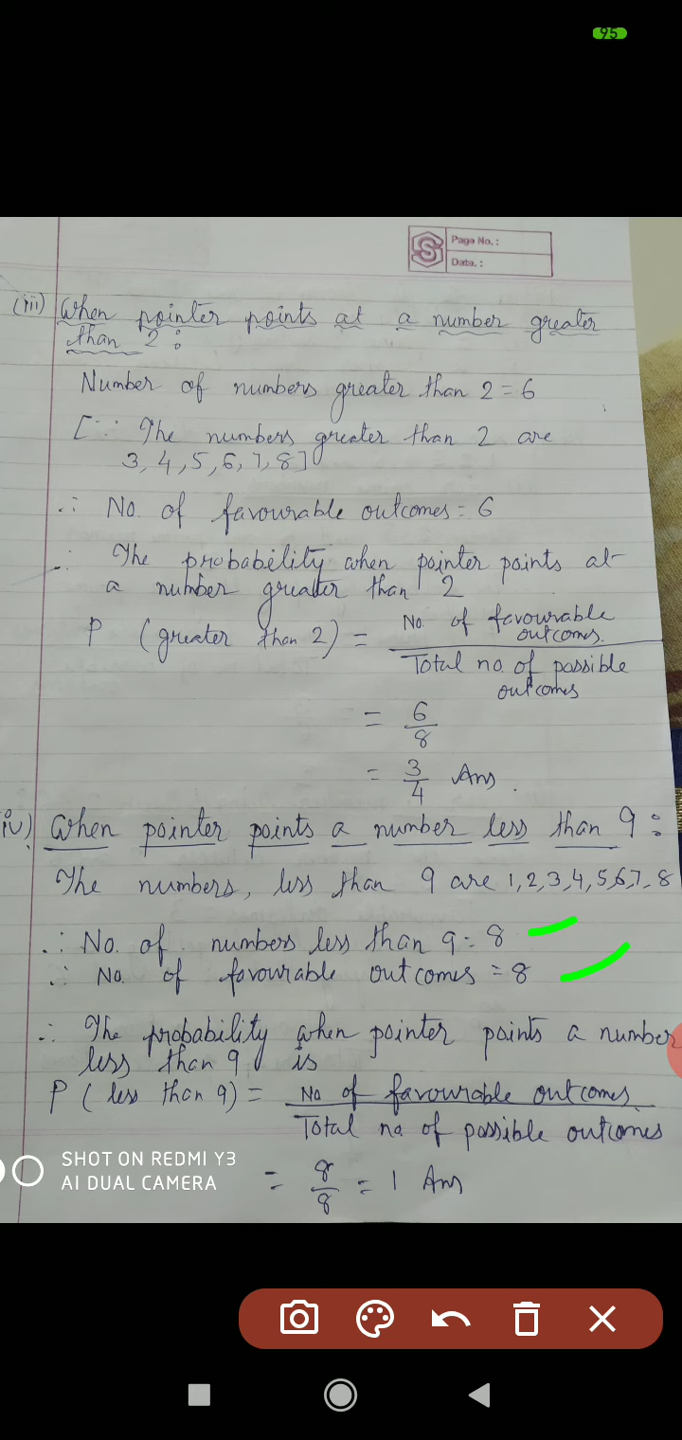 95
Page No. :
Date. :
(iii) When pointer points at a number greater
than 2 :
Number of numbers greater than 2 = 6
[∵ The numbers greater than 2 are
3, 4, 5, 6, 7, 8]
∴ No. of favourable outcomes = 6
∴ The probability when pointer points at
a number greater than 2
P (greater than 2) = No. of favourable
outcomes.
Total no. of possible
outcomes
= 6
8
= 3
4 Ans.
iv) When pointer points a number less than 9 :
The numbers, less than 9 are 1, 2, 3, 4, 5, 6, 7, 8
∴ No. of numbers less than 9 = 8
∴ No. of favourable outcomes = 8
∴ The probability when pointer points a number
less than 9 is
P ( less than 9) = No of favourable outcomes
Total no. of possible outcomes
= 8
8 = 1 Ans
SHOT ON REDMI Y3
AI DUAL CAMERA